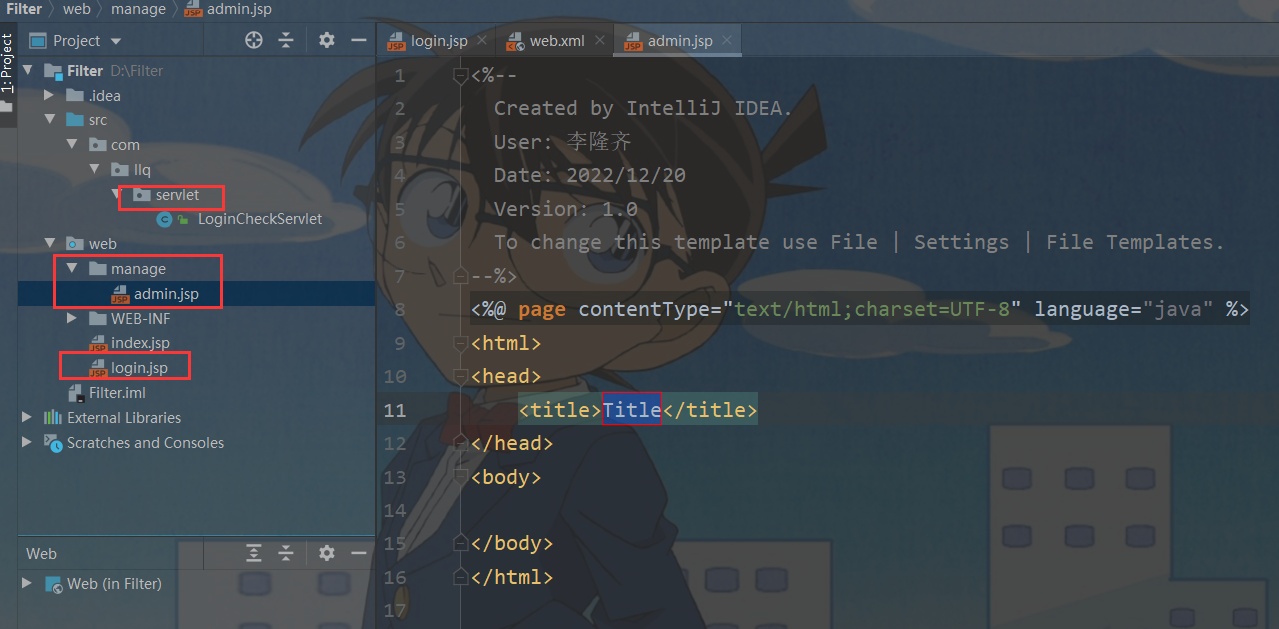 Filter web manage admin.jsp
1: Project
Project
Filter D:\Filter
.idea
src
com
llq
servlet
LoginCheckServlet
web
manage
admin.jsp
WEB-INF
index.jsp
login.jsp
Filter.iml
External Libraries
Scratches and Consoles
Web
Web (in Filter)
login.jsp web.xml admin.jsp
1 <%--
2 Created by IntelliJ IDEA.
3 User: 李隆齐
4 Date: 2022/12/20
5 Version: 1.0
6 To change this template use File | Settings | File Templates.
7 --%>
8 <%@ page contentType="text/html;charset=UTF-8" language="java" %>
9 <html>
10 <head>
11 <title>Title</title>
12 </head>
13 <body>
14
15 </body>
16 </html>
17